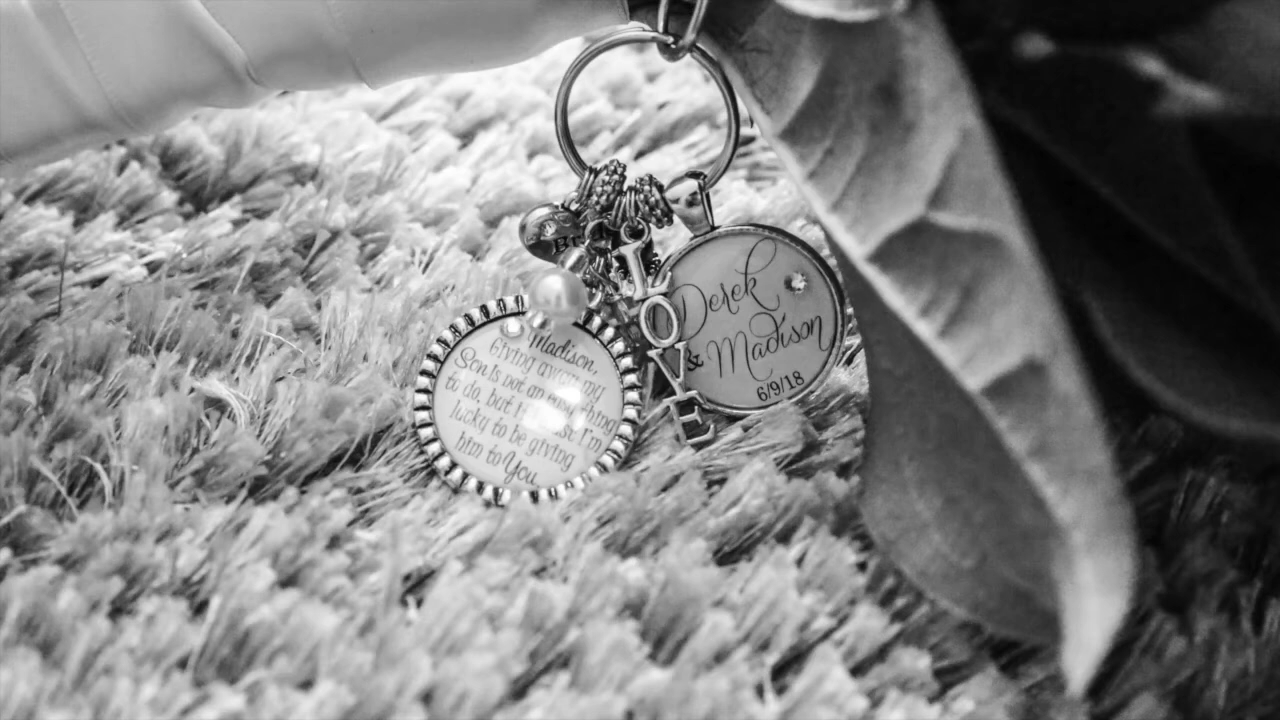 Br
Madison,
Giving away my
Son is not an easy thing
to do, but I'm
lucky to be giving
him to You
LOVE
Derek
& Madison
6/9/18